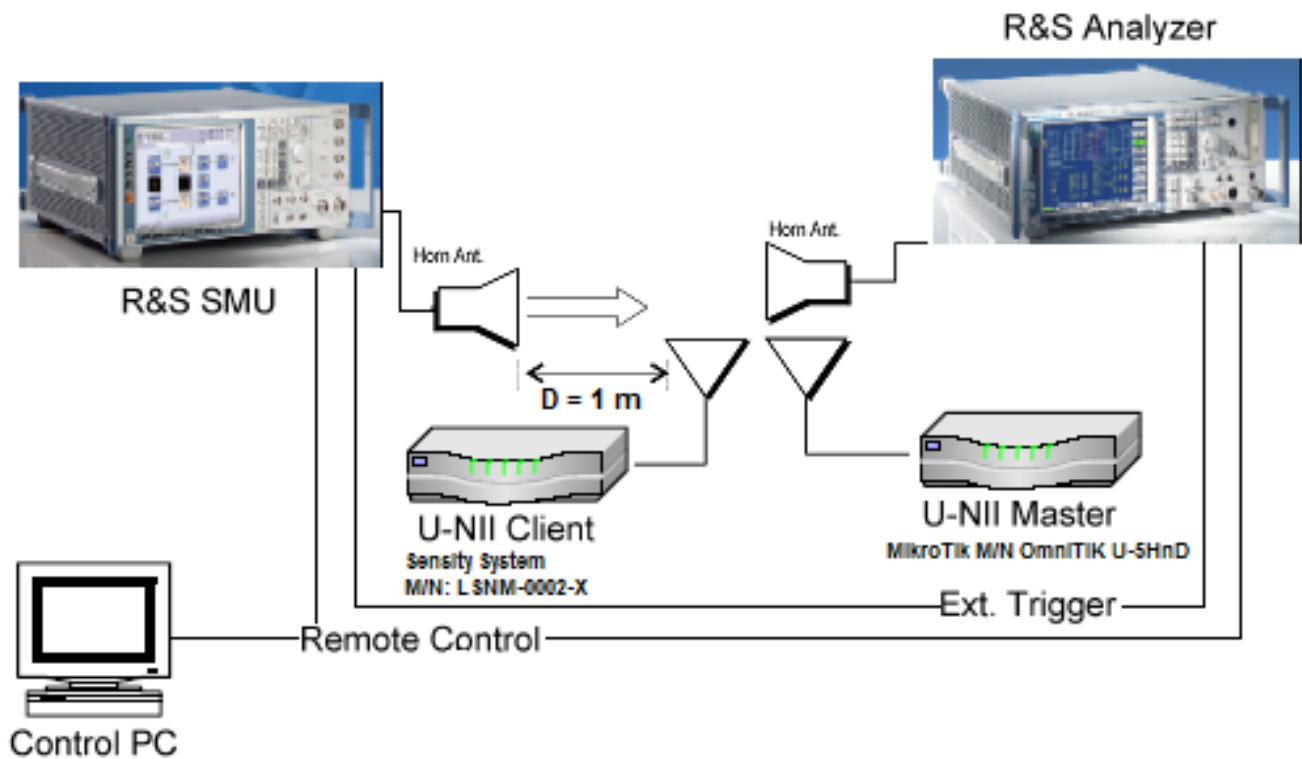 R&S Analyzer
Horn Ant.
Horn Ant.
R&S SMU
D = 1 m
U-NII Client
Sensity System
M/N: LSNM-0002-X
U-NII Master
MikroTik M/N OmniTIK U-5HnD
Ext. Trigger
Remote Control
Control PC